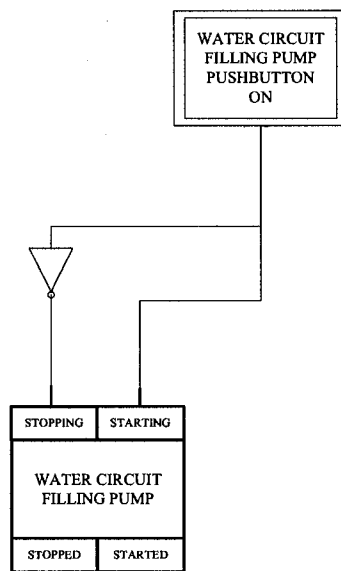 WATER CIRCUIT
FILLING PUMP
PUSHBUTTON
ON
STOPPING STARTING
WATER CIRCUIT
FILLING PUMP
STOPPED STARTED